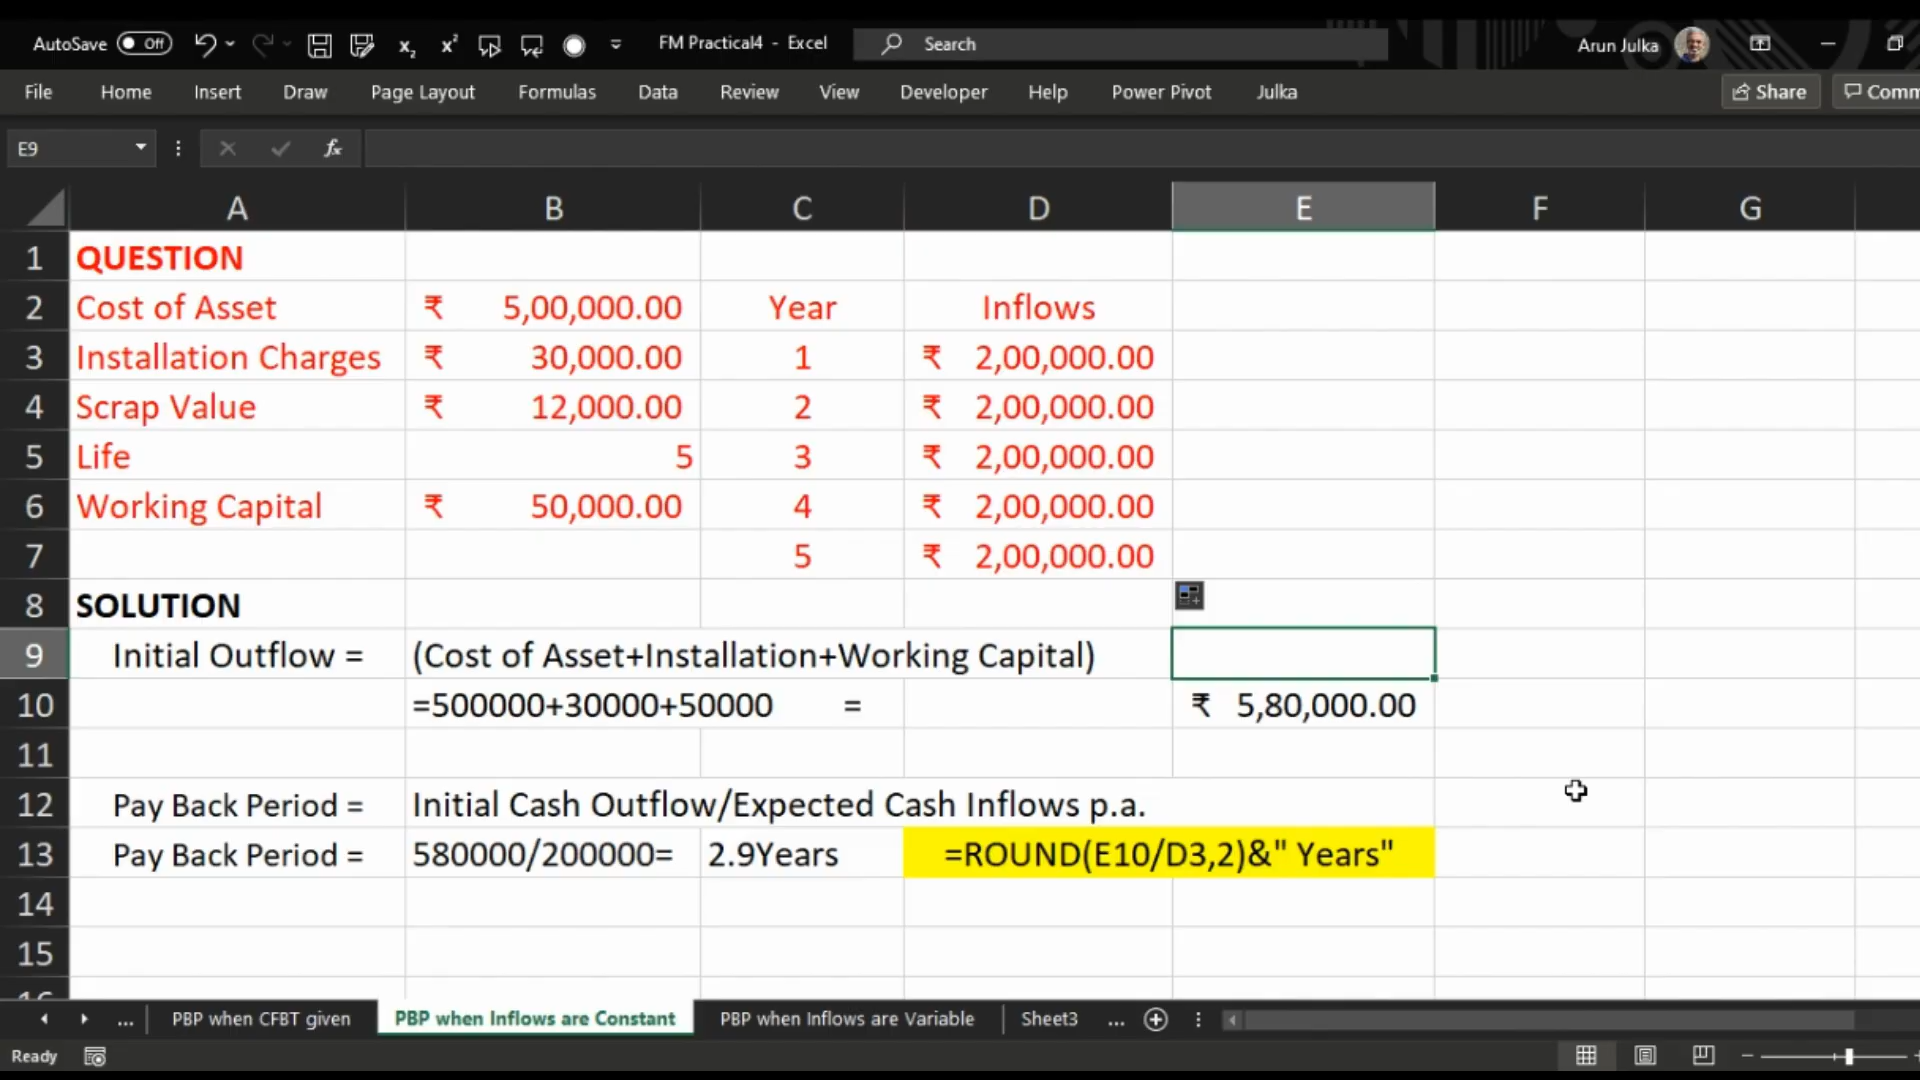 AutoSave Off x₂ x² FM Practical4 - Excel Search Arun Julka
File Home Insert Draw Page Layout Formulas Data Review View Developer Help Power Pivot Julka Share Comm
E9 fx
A B C D E F G
1 QUESTION
2 Cost of Asset ₹ 5,00,000.00 Year Inflows
3 Installation Charges ₹ 30,000.00 1 ₹ 2,00,000.00
4 Scrap Value ₹ 12,000.00 2 ₹ 2,00,000.00
5 Life 5 3 ₹ 2,00,000.00
6 Working Capital ₹ 50,000.00 4 ₹ 2,00,000.00
7 5 ₹ 2,00,000.00
8 SOLUTION
9 Initial Outflow = (Cost of Asset+Installation+Working Capital)
10 =500000+30000+50000 = ₹ 5,80,000.00
11
12 Pay Back Period = Initial Cash Outflow/Expected Cash Inflows p.a.
13 Pay Back Period = 580000/200000= 2.9Years =ROUND(E10/D3,2)&" Years"
14
15
16
... PBP when CFBT given PBP when Inflows are Constant PBP when Inflows are Variable Sheet3 ...
Ready